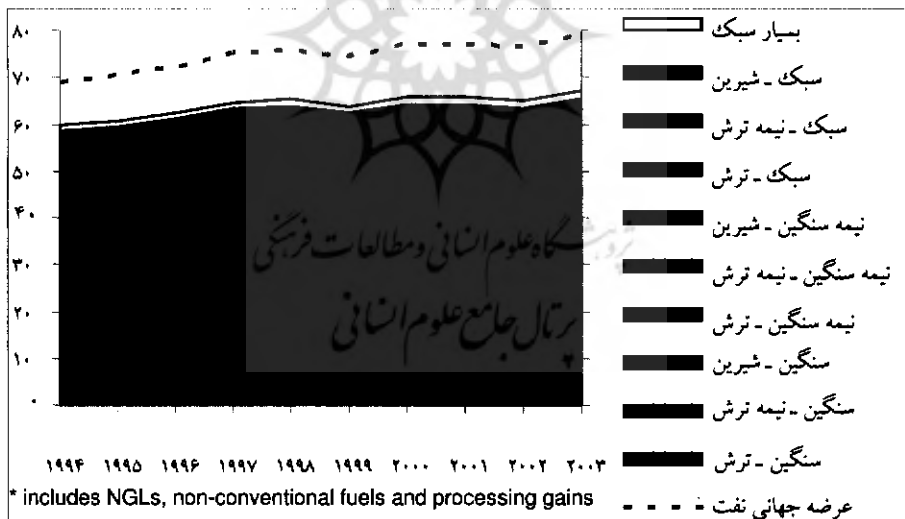 ۸۰
۷۰
۶۰
۵۰
۴۰
۳۰
۲۰
۱۰
۰
۱۹۹۴ ۱۹۹۵ ۱۹۹۶ ۱۹۹۷ ۱۹۹۸ ۱۹۹۹ ۲۰۰۰ ۲۰۰۱ ۲۰۰۲ ۲۰۰۳
* includes NGLs, non-conventional fuels and processing gains
بسیار سبک
سبک ـ شیرین
سبک ـ نیمه ترش
سبک ـ ترش
نیمه سنگین ـ شیرین
نیمه سنگین ـ نیمه ترش
نیمه سنگین ـ ترش
سنگین ـ شیرین
سنگین ـ نیمه ترش
سنگین ـ ترش
عرضه جهانی نفت
پژوهشگاه علوم انسانی و مطالعات فرهنگی
پرتال جامع علوم انسانی